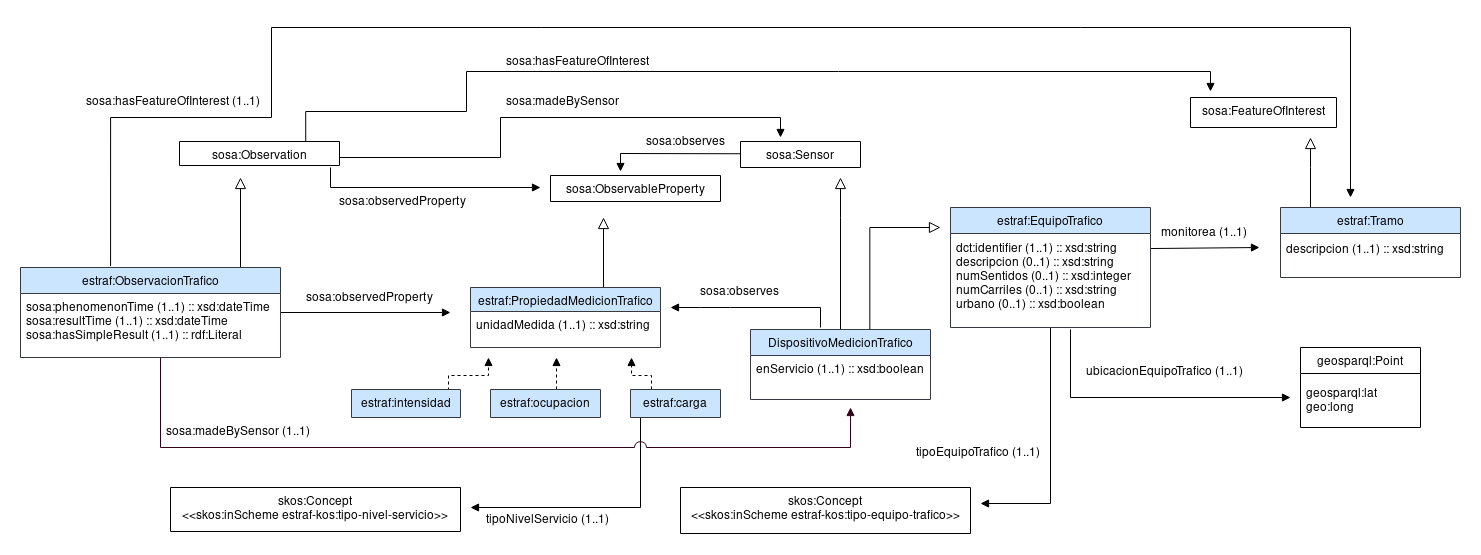 sosa:hasFeatureOfInterest
sosa:hasFeatureOfInterest (1..1)
sosa:madeBySensor
sosa:FeatureOfInterest
sosa:observes
sosa:Observation
sosa:Sensor
sosa:ObservableProperty
sosa:observedProperty
estraf:EquipoTrafico
dct:identifier (1..1) :: xsd:string
descripcion (0..1) :: xsd:string
numSentidos (0..1) :: xsd:integer
numCarriles (0..1) :: xsd:string
urbano (0..1) :: xsd:boolean
monitorea (1..1)
estraf:Tramo
descripcion (1..1) :: xsd:string
estraf:ObservacionTrafico
sosa:phenomenonTime (1..1) :: xsd:dateTime
sosa:resultTime (1..1) :: xsd:dateTime
sosa:hasSimpleResult (1..1) :: rdf:Literal
sosa:observedProperty
estraf:PropiedadMedicionTrafico
unidadMedida (1..1) :: xsd:string
sosa:observes
DispositivoMedicionTrafico
enServicio (1..1) :: xsd:boolean
ubicacionEquipoTrafico (1..1)
geosparql:Point
geosparql:lat
geo:long
estraf:intensidad
estraf:ocupacion
estraf:carga
sosa:madeBySensor (1..1)
tipoEquipoTrafico (1..1)
skos:Concept
<<skos:inScheme estraf-kos:tipo-nivel-servicio>>
tipoNivelServicio (1..1)
skos:Concept
<<skos:inScheme estraf-kos:tipo-equipo-trafico>>